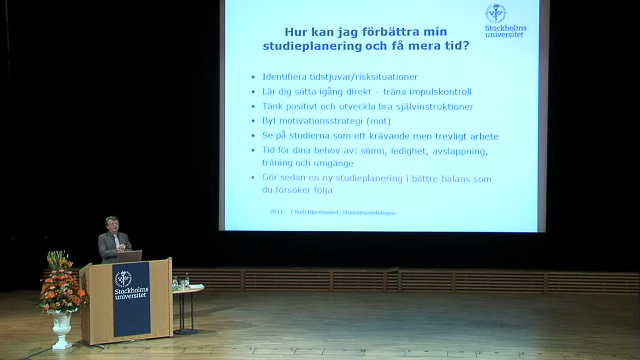 Hur kan jag förbättra min
studieplanering och få mera tid?
Stockholms
universitet
• Identifiera tidstjuvar/risksituationer
• Lär dig sätta igång direkt – träna impulskontroll
• Tänk positivt och utveckla bra självinstruktioner
• Byt motivationsstrategi (mot)
• Se på studierna som ett krävande men trevligt arbete
• Tid för dina behov av: sömn, ledighet, avslappning,
träning och umgänge
• Gör sedan en ny studieplanering i bättre balans som
du försöker följa
2011 /
Stockholms
universitet